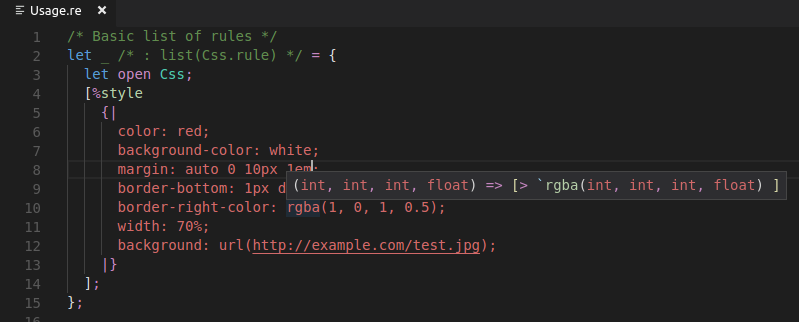 Usage.re
1 /* Basic list of rules */
2 let _ /* : list(Css.rule) */ = {
3 let open Css;
4 [%style
5 {|
6 color: red;
7 background-color: white;
8 margin: auto 0 10px 1em;
9 border-bottom: 1px d
(int, int, int, float) => [> `rgba(int, int, int, float) ]
10 border-right-color: rgba(1, 0, 1, 0.5);
11 width: 70%;
12 background: url(http://example.com/test.jpg);
13 |}
14 ];
15 };
16